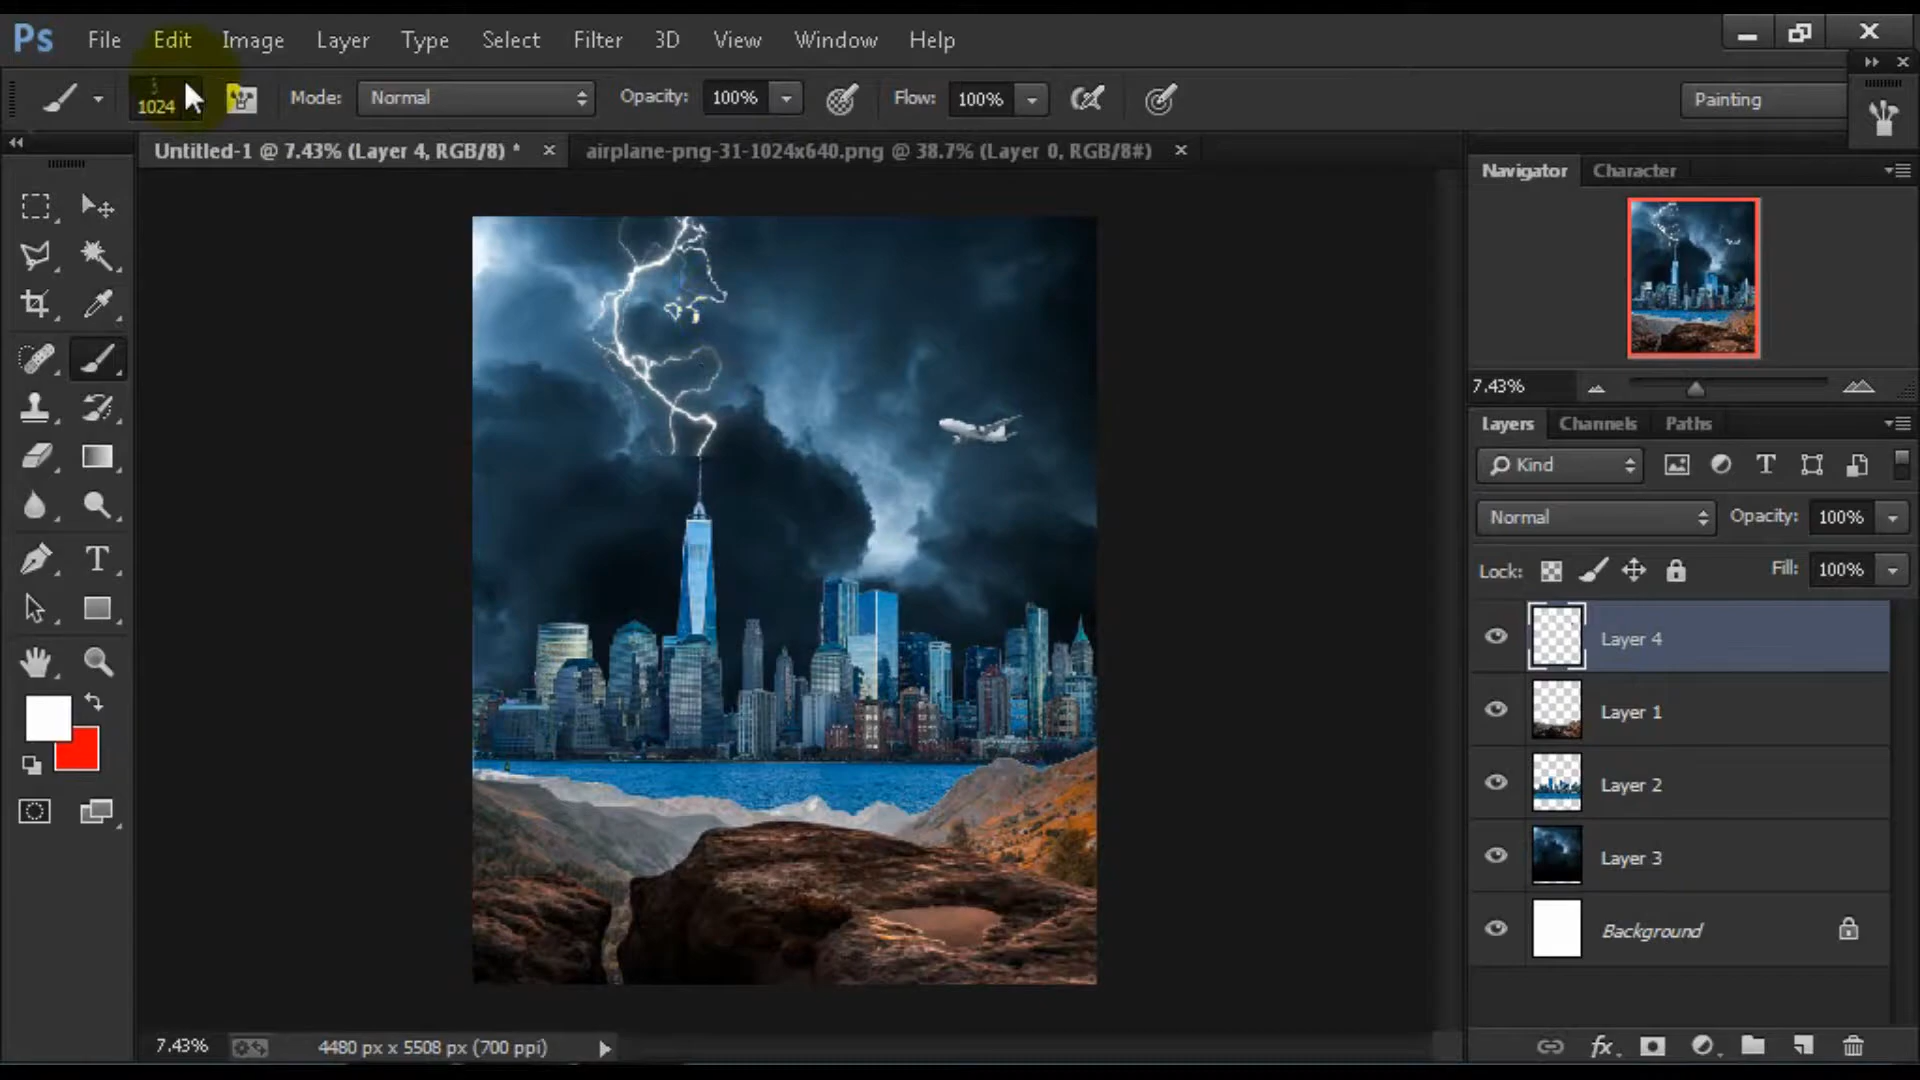 Ps File Edit Image Layer Type Select Filter 3D View Window Help
1024 Mode: Normal Opacity: 100% Flow: 100% Painting
Untitled-1 @ 7.43% (Layer 4, RGB/8) * airplane-png-31-1024x640.png @ 38.7% (Layer 0, RGB/8#)
Navigator Character
7.43%
Layers Channels Paths
Kind
Normal Opacity: 100%
Lock: Fill: 100%
Layer 4
Layer 1
Layer 2
Layer 3
Background
7.43% 4480 px x 5508 px (700 ppi)